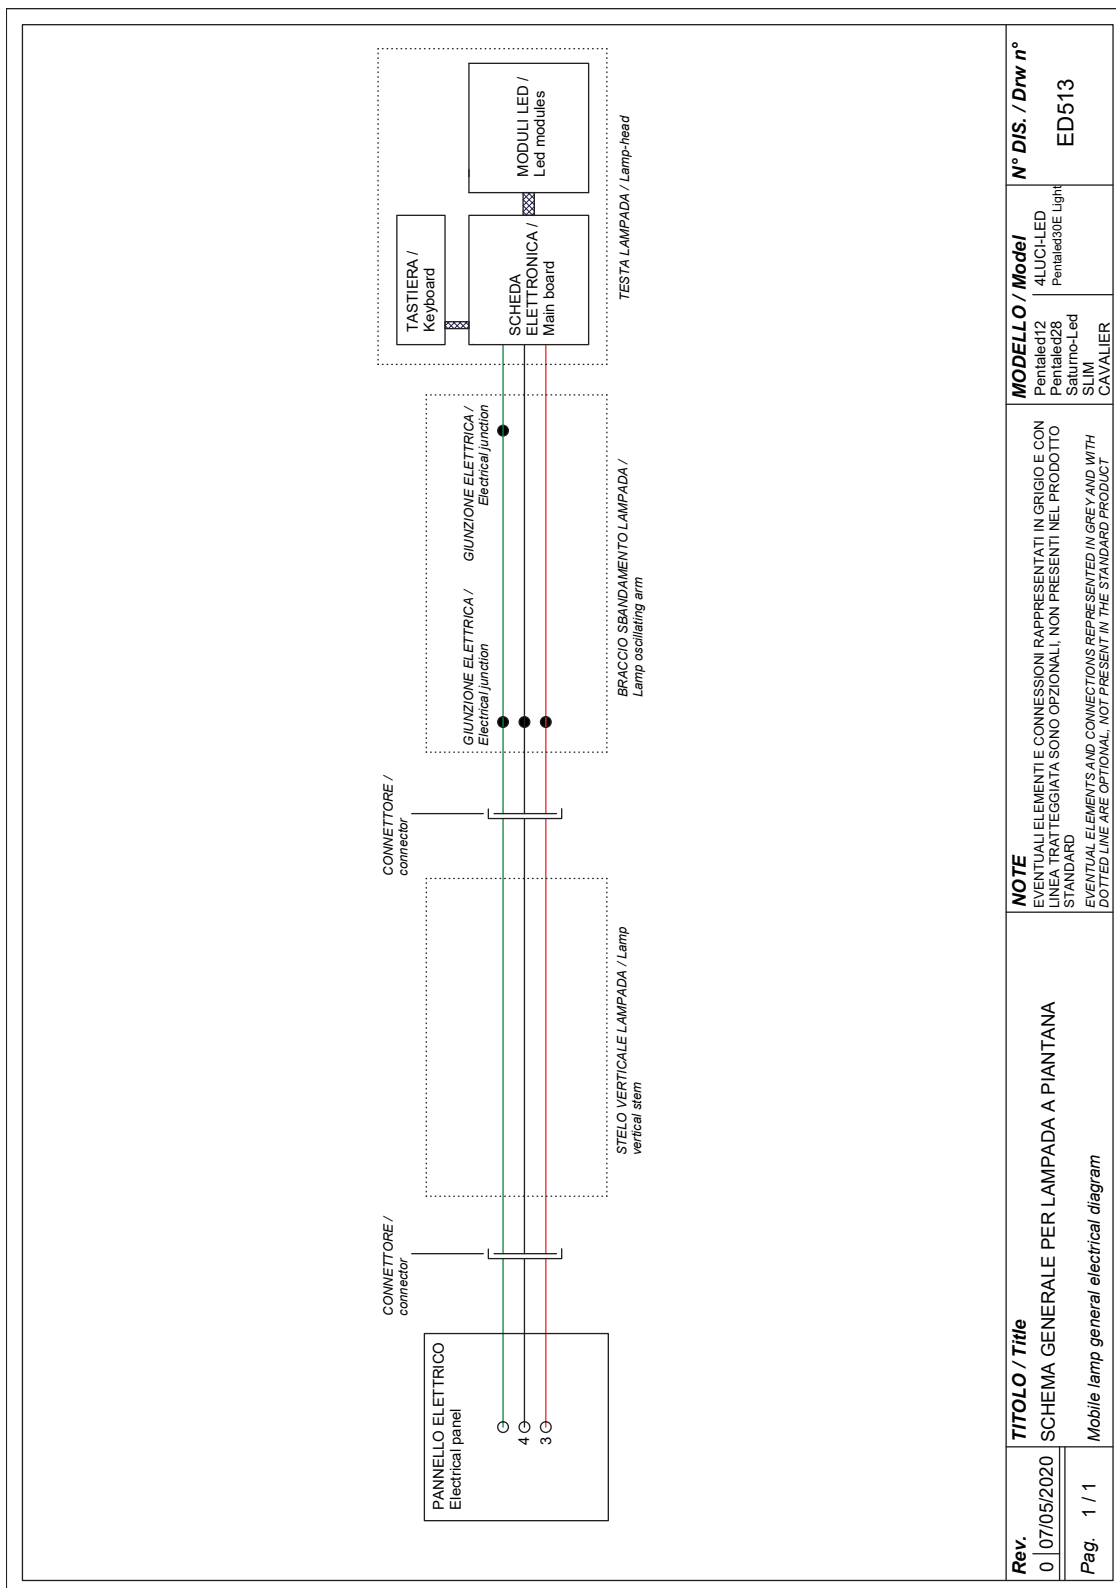 PANNELLO ELETTRICO
Electrical panel
4
3
CONNETTORE /
connector
STELO VERTICALE LAMPADA / Lamp
vertical stem
CONNETTORE /
connector
GIUNZIONE ELETTRICA /
Electrical junction
GIUNZIONE ELETTRICA /
Electrical junction
BRACCIO SBANDAMENTO LAMPADA /
Lamp oscillating arm
TASTIERA /
Keyboard
SCHEDA
ELETTRONICA /
Main board
MODULI LED /
Led modules
TESTA LAMPADA / Lamp-head
Rev.
0 07/05/2020
Pag. 1 / 1
TITOLO / Title
SCHEMA GENERALE PER LAMPADA A PIANTANA
Mobile lamp general electrical diagram
NOTE
EVENTUALI ELEMENTI E CONNESSIONI RAPPRESENTATI IN GRIGIO E CON
LINEA TRATTEGGIATA SONO OPZIONALI, NON PRESENTI NEL PRODOTTO
STANDARD
EVENTUAL ELEMENTS AND CONNECTIONS REPRESENTED IN GREY AND WITH
DOTTED LINE ARE OPTIONAL, NOT PRESENT IN THE STANDARD PRODUCT
MODELLO / Model
Pentaled12
Pentaled28
Saturno-Led
SLIM
CAVALIER
4LUCI-LED
Pentaled30E Light
N° DIS. / Drw n°
ED513